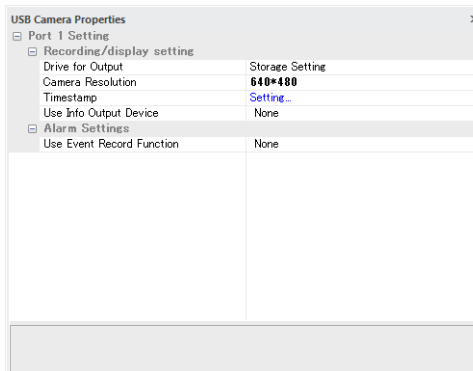 USB Camera Properties
Port 1 Setting
Recording/display setting
Drive for Output Storage Setting
Camera Resolution 640*480
Timestamp Setting...
Use Info Output Device None
Alarm Settings
Use Event Record Function None